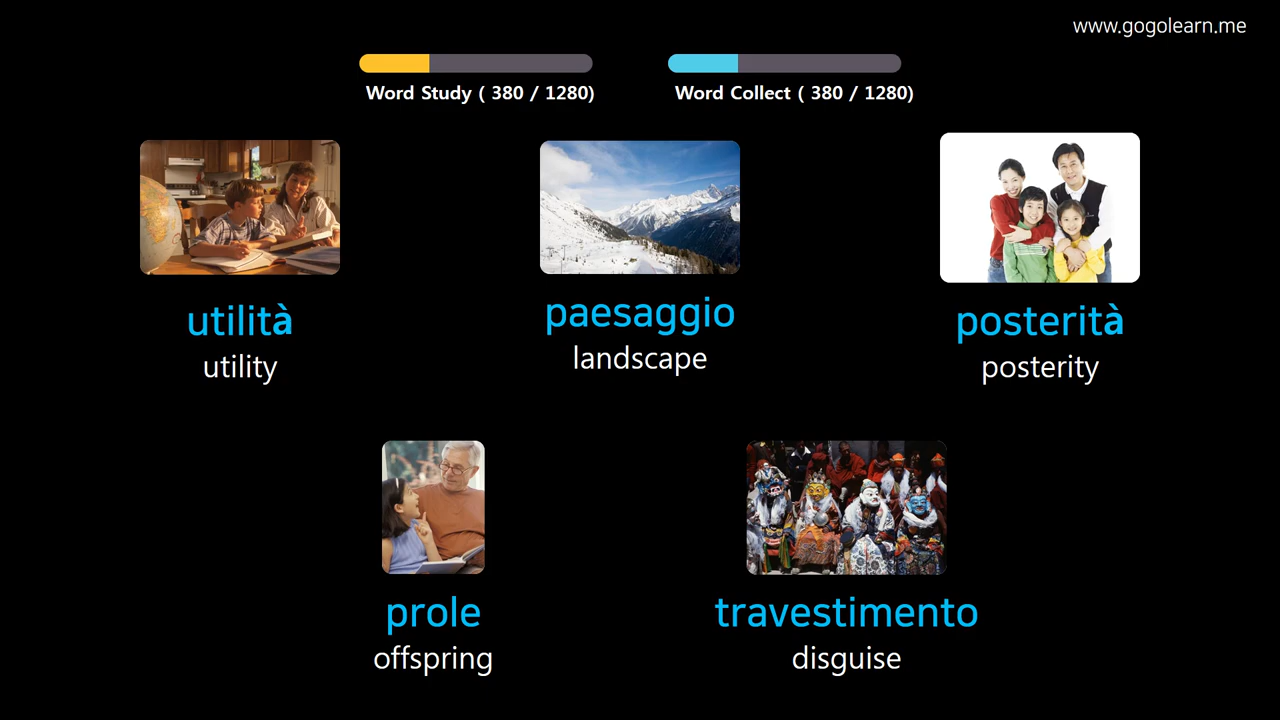 www.gogolearn.me
Word Study ( 380 / 1280)
Word Collect ( 380 / 1280)
utilità
utility
paesaggio
landscape
posterità
posterity
prole
offspring
travestimento
disguise